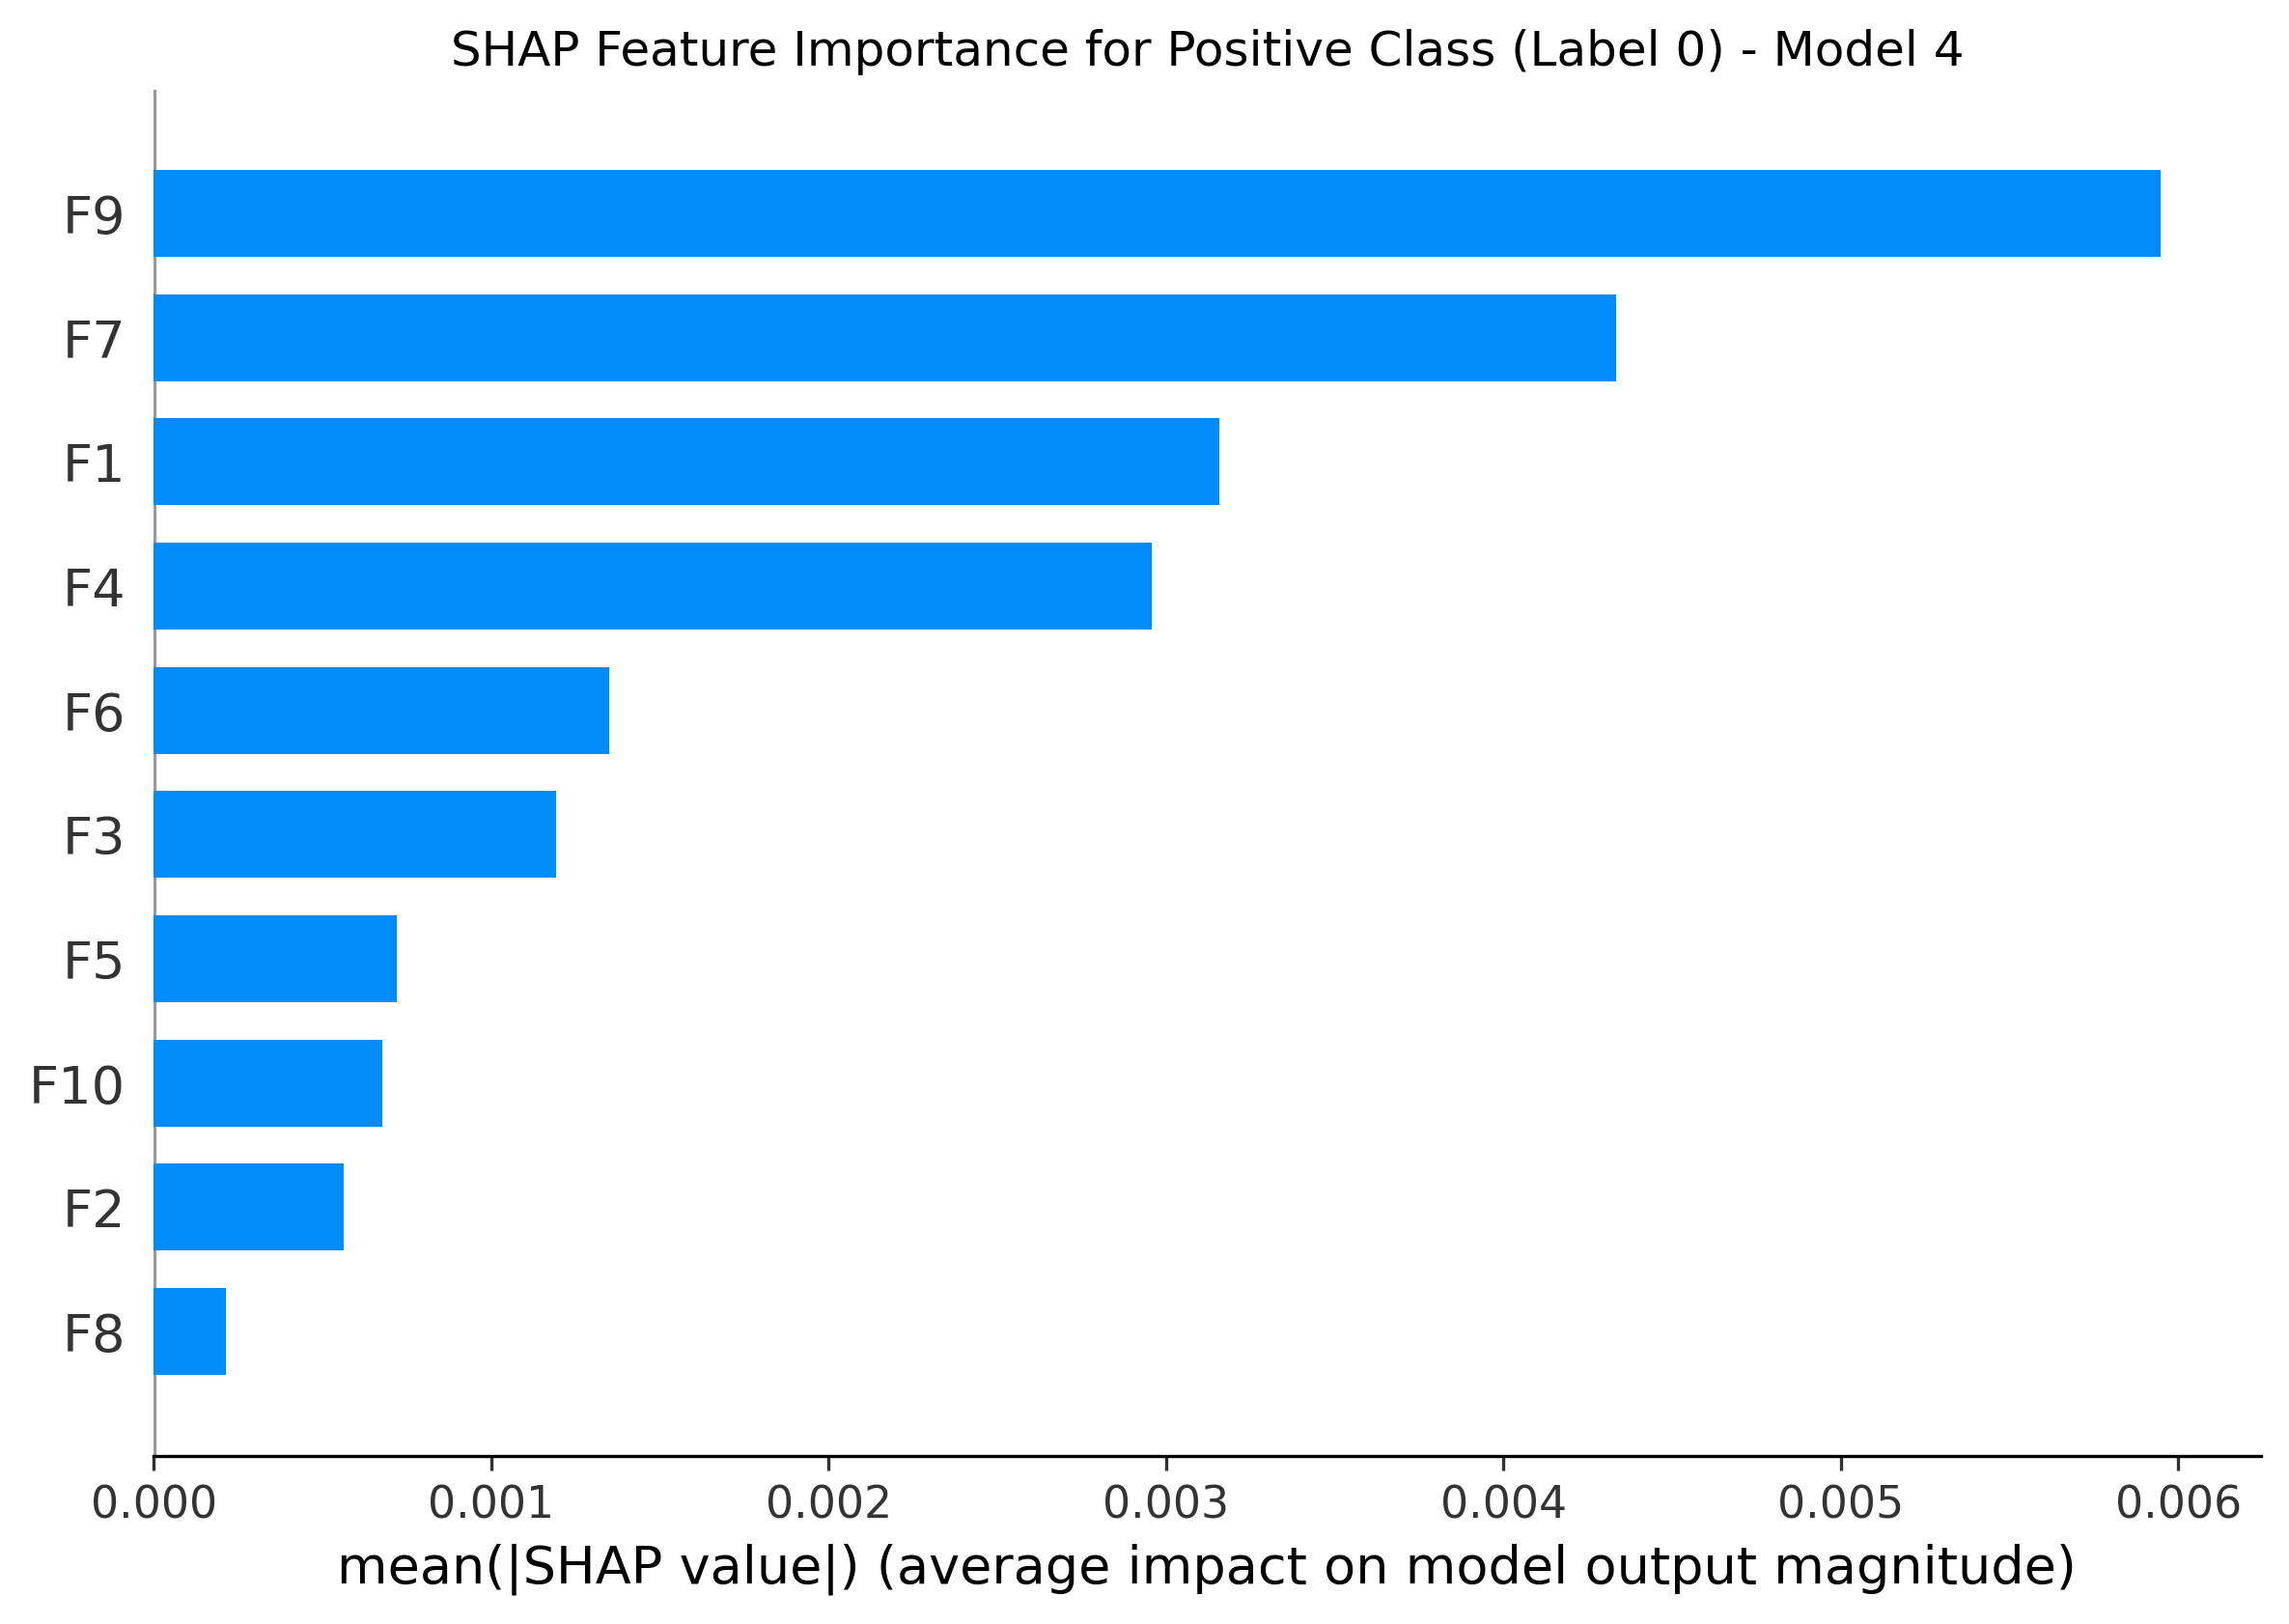 SHAP Feature Importance for Positive Class (Label 0) - Model 4
F9
F7
F1
F4
F6
F3
F5
F10
F2
F8
0.000 0.001 0.002 0.003 0.004 0.005 0.006
mean(|SHAP value|) (average impact on model output magnitude)